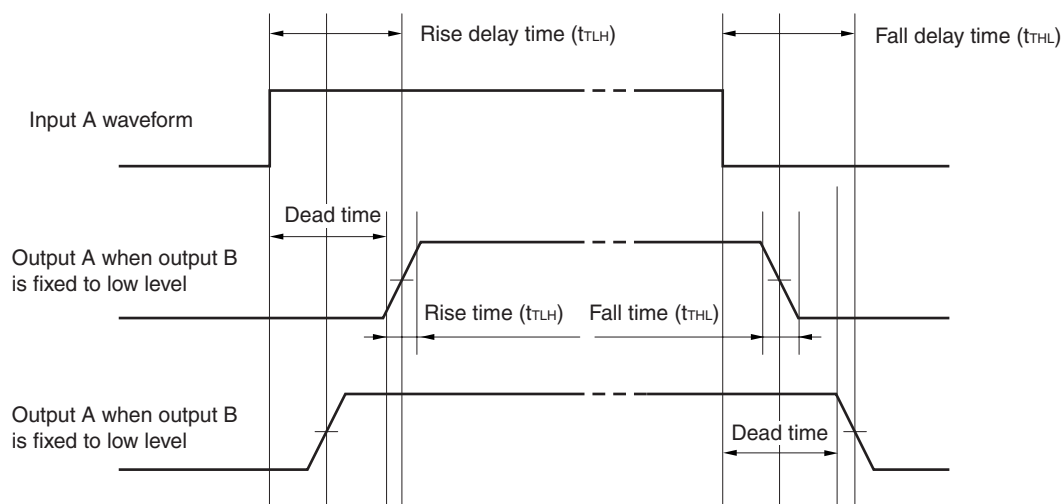 Rise delay time (tTLH)
Fall delay time (tTHL)
Input A waveform
Dead time
Output A when output B
is fixed to low level
Rise time (tTLH)
Fall time (tTHL)
Output A when output B
is fixed to low level
Dead time